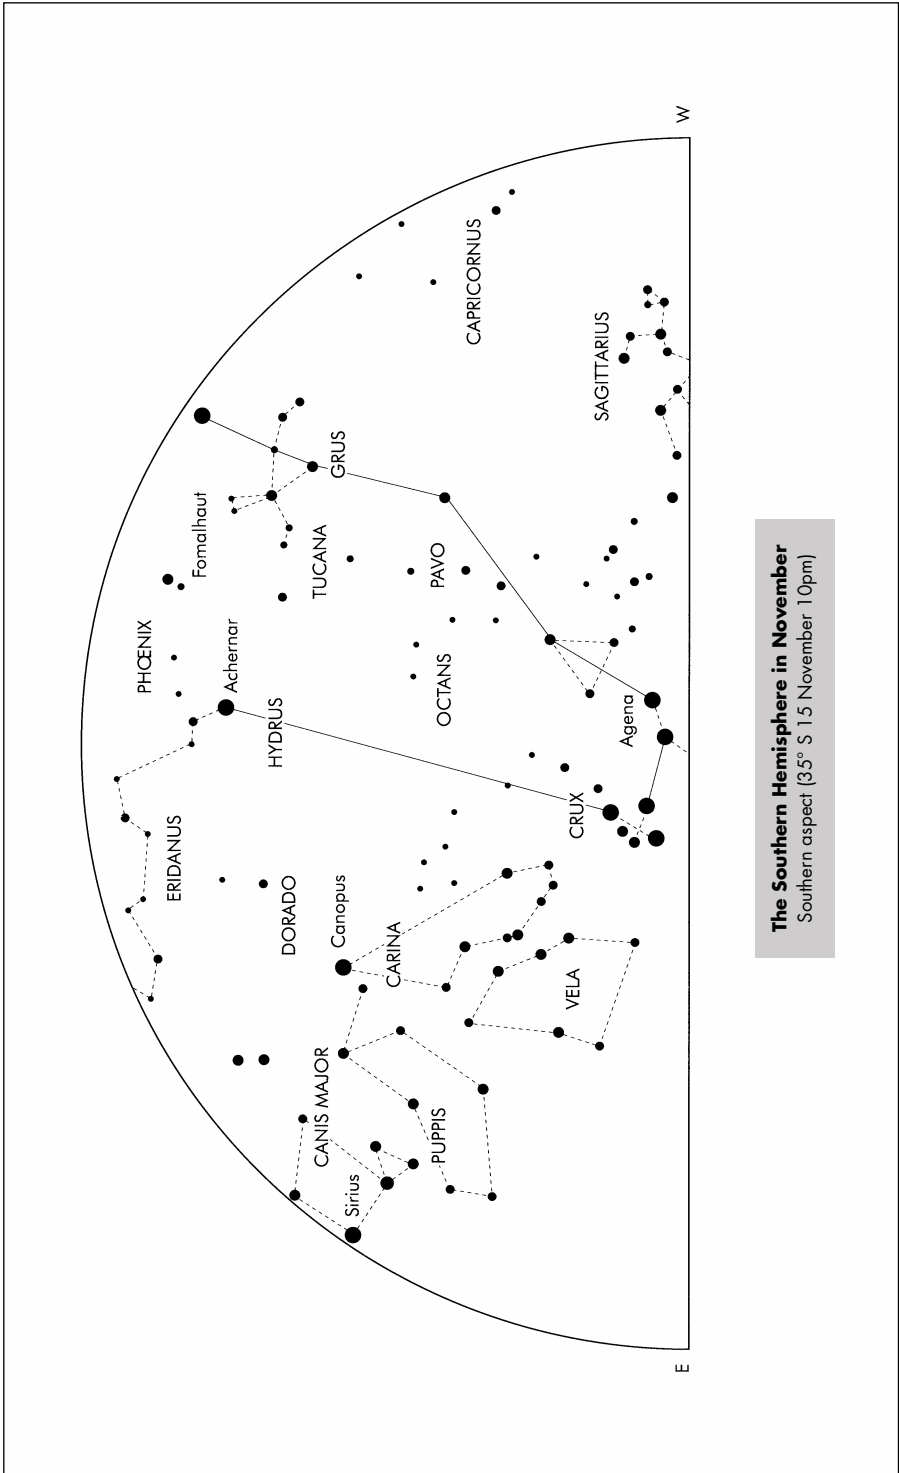 PHŒNIX
ERIDANUS
Fomalhaut
Achernar
HYDRUS
DORADO
TUCANA
CANIS MAJOR
GRUS
Canopus
Sirius
CARINA
PAVO
PUPPIS
OCTANS
CAPRICORNUS
VELA
CRUX
SAGITTARIUS
Agena
E
W
The Southern Hemisphere in November
Southern aspect (35° S 15 November 10pm)